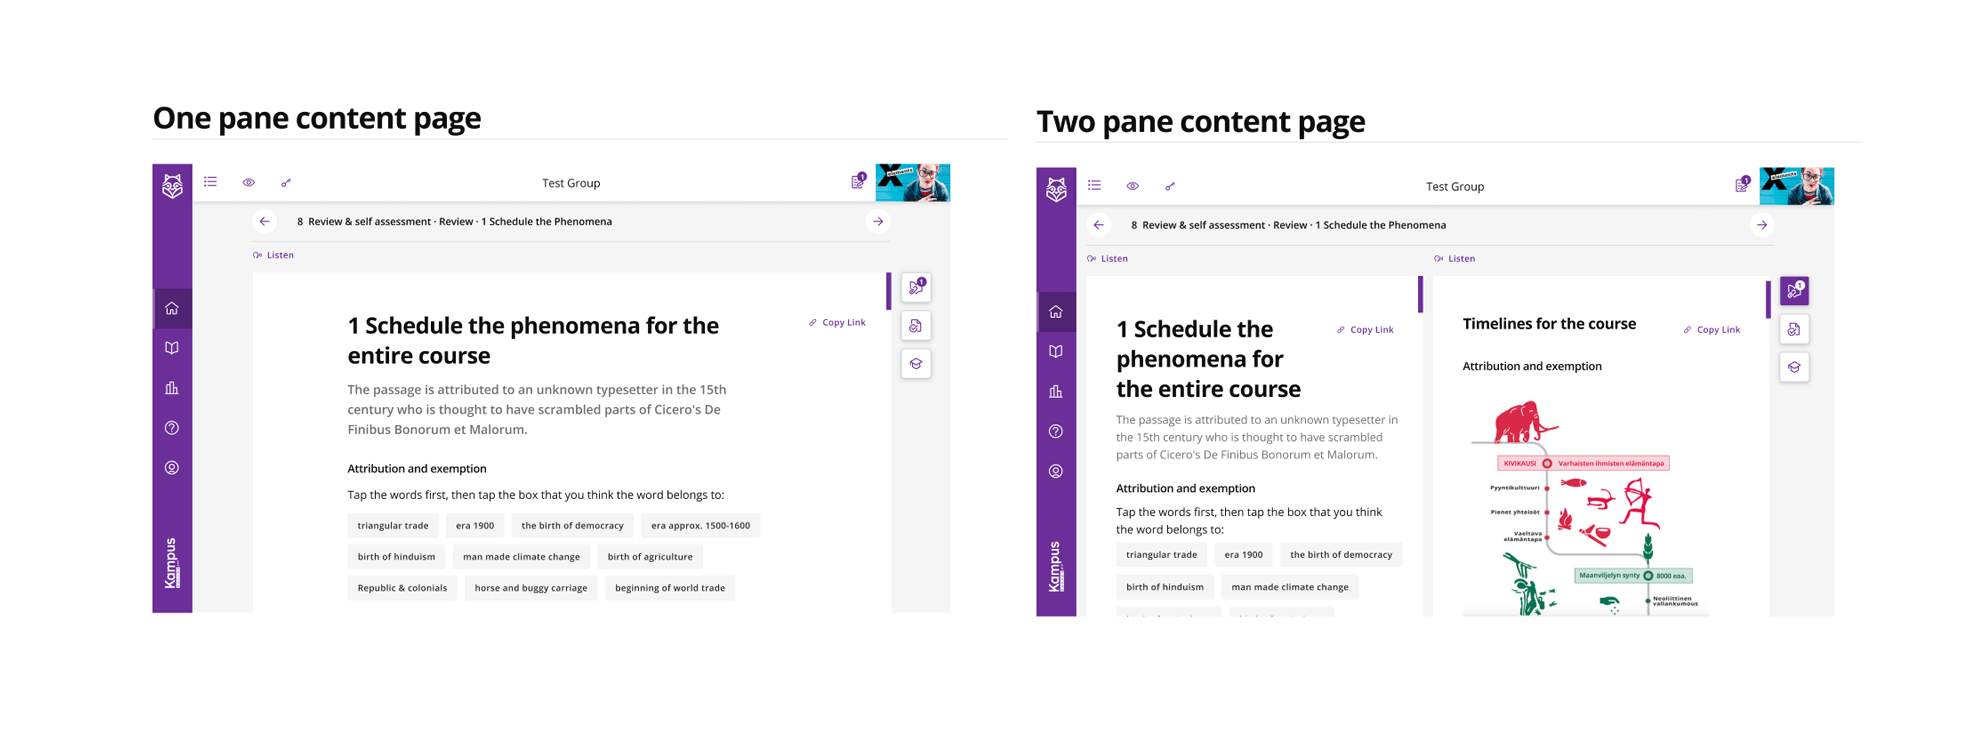 One pane content page
Test Group
1
elements
8 Review & self assessment · Review · 1 Schedule the Phenomena
Listen
1
1 Schedule the phenomena for the
entire course
Copy Link
The passage is attributed to an unknown typesetter in the 15th
century who is thought to have scrambled parts of Cicero's De
Finibus Bonorum et Malorum.
Attribution and exemption
Tap the words first, then tap the box that you think the word belongs to:
triangular trade era 1900 the birth of democracy era approx. 1500-1600
birth of hinduism man made climate change birth of agriculture
Republic & colonials horse and buggy carriage beginning of world trade
Kampus
Two pane content page
Test Group
1
elements
8 Review & self assessment · Review · 1 Schedule the Phenomena
Listen
1 Schedule the
phenomena for
the entire course
Copy Link
The passage is attributed to an unknown typesetter in
the 15th century who is thought to have scrambled
parts of Cicero's De Finibus Bonorum et Malorum.
Attribution and exemption
Tap the words first, then tap the box that you think
the word belongs to:
triangular trade era 1900 the birth of democracy
birth of hinduism man made climate change
Kampus
Listen
1
Timelines for the course
Copy Link
Attribution and exemption
KIVIKAUSI Varhaisten ihmisten elämäntapa
Pyyntikulttuuri
Pienet yhteisöt
Vaeltava
elämäntapa
Maanviljelyn synty 8000 eaa.
Neoliittinen
vallankumous